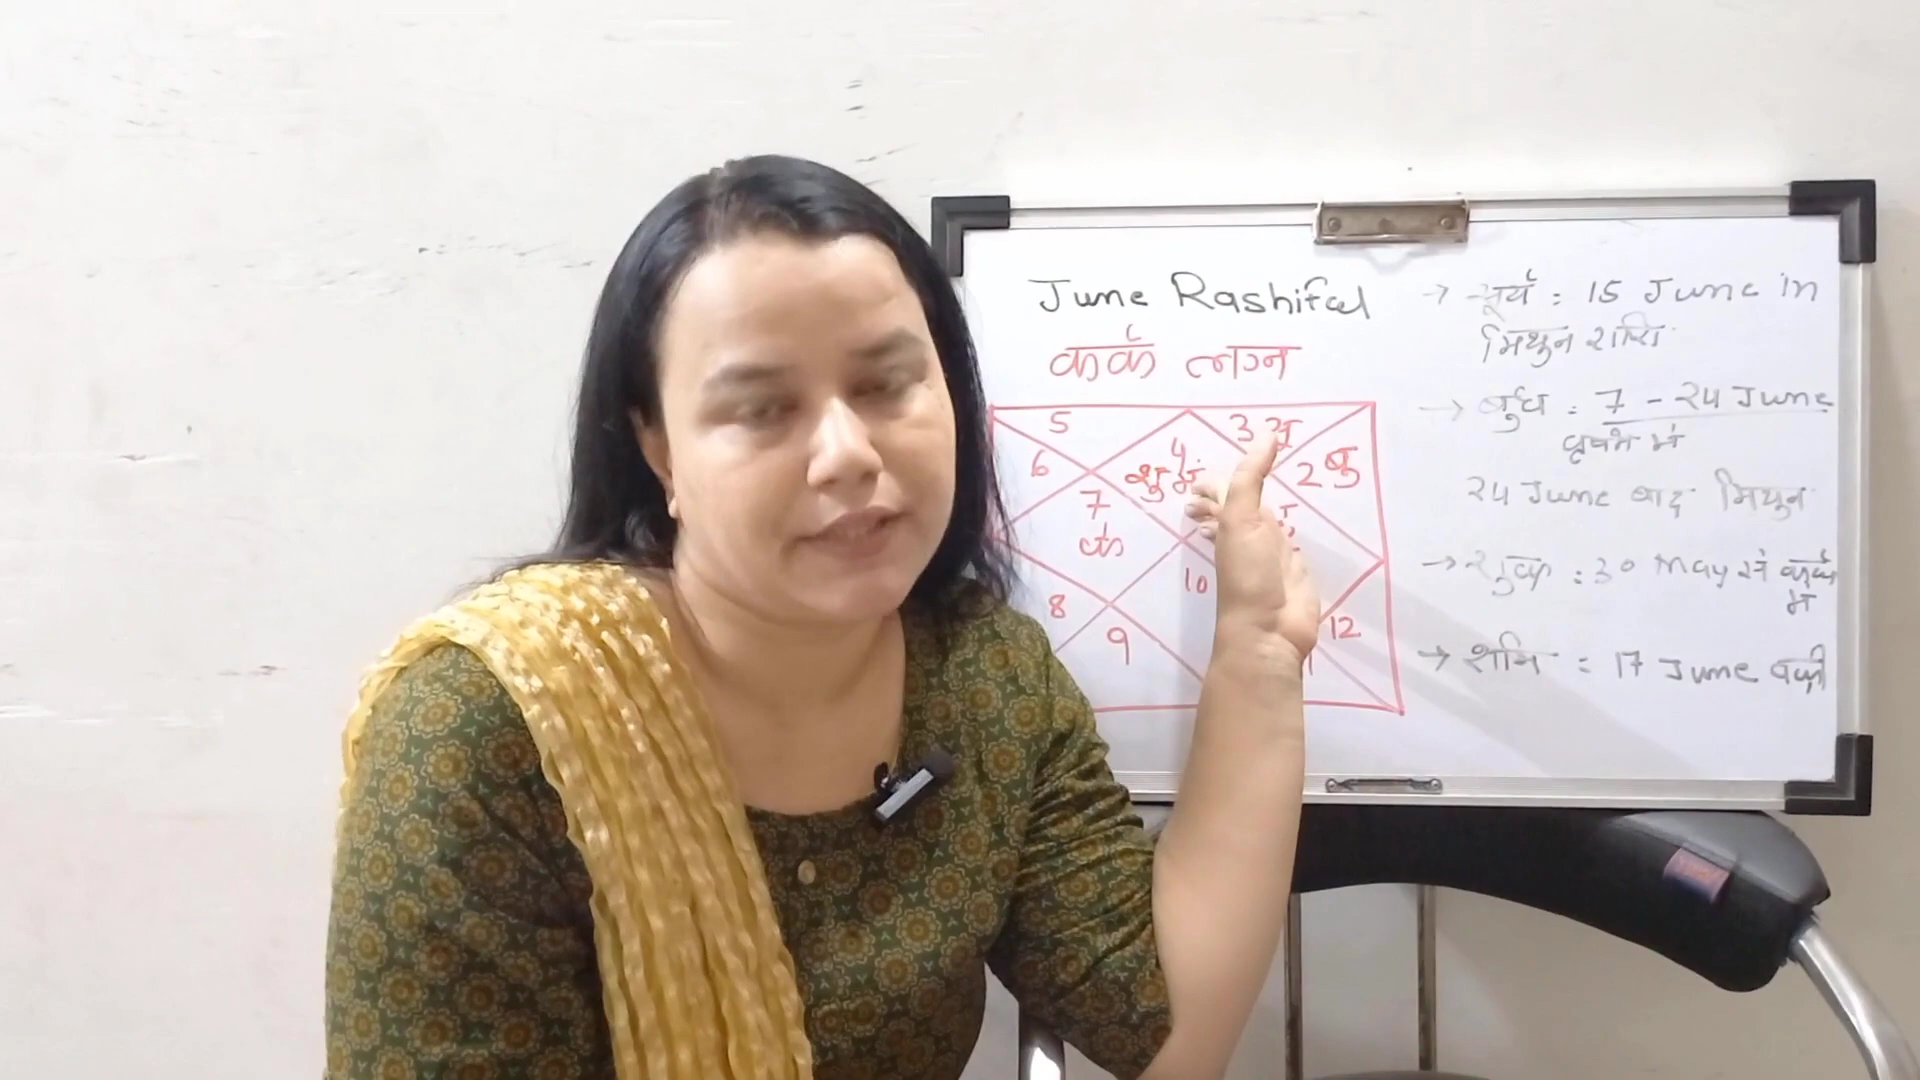 June Rashifal
कर्क लग्न
5
3 सु
6
4
2 बु
शु मं
7
के
10
8
9
12
→ सूर्य : 15 June in
मिथुन राशि
→ बुध : 7 - 24 June
वृषभ में
24 June बाद मिथुन
→ शुक्र : 30 May से कर्क
में
→ शनि = 17 June वक्री